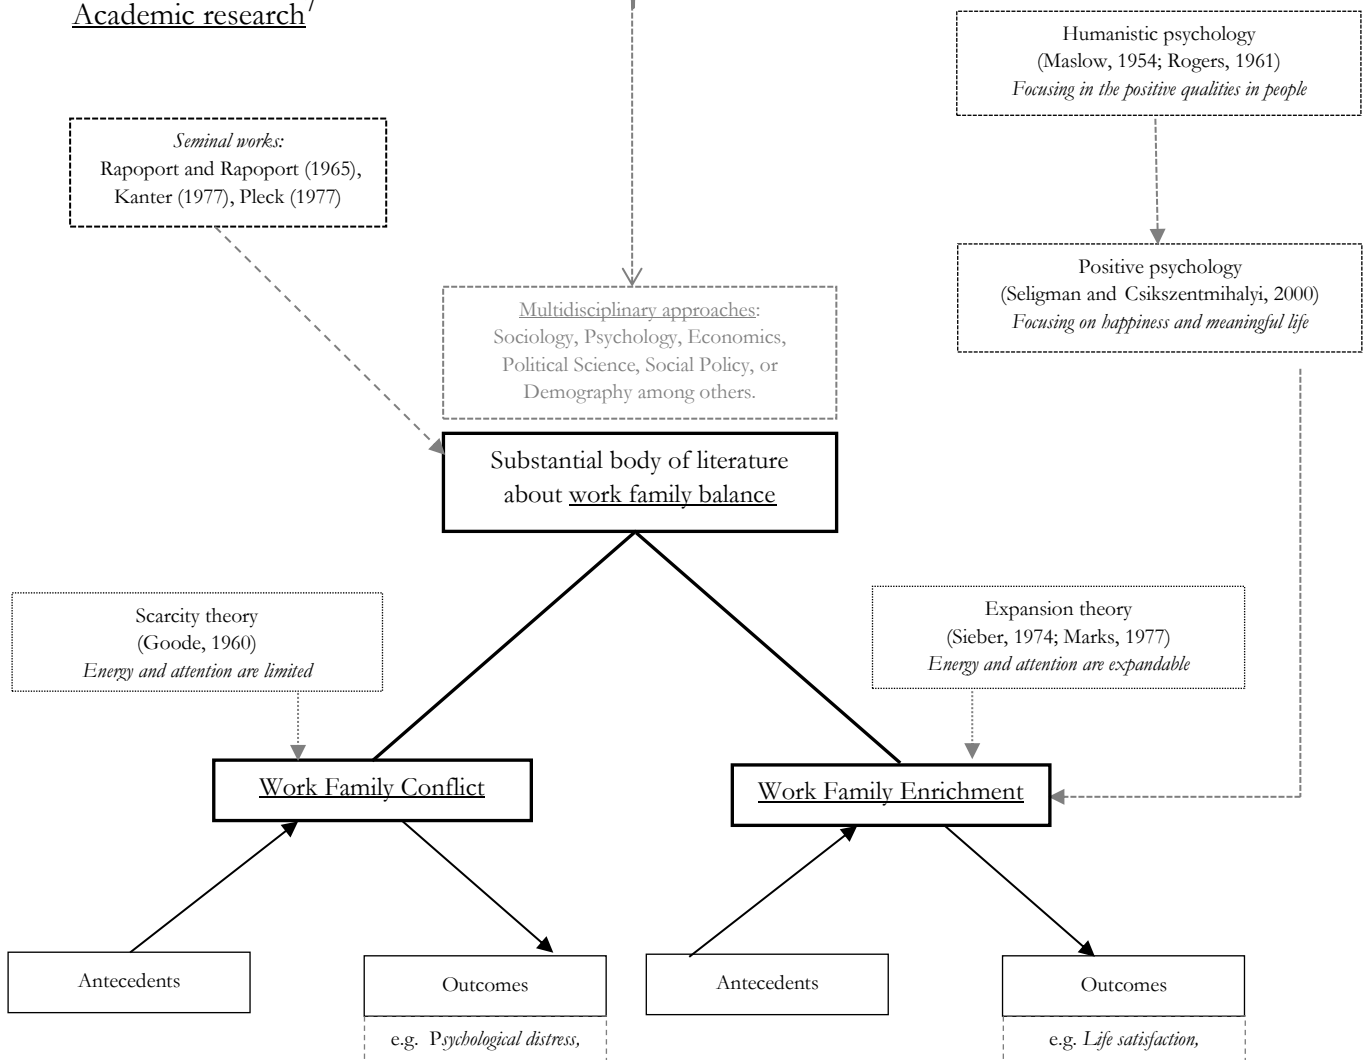 Academic research7
Humanistic psychology
(Maslow, 1954; Rogers, 1961)
Focusing in the positive qualities in people
Seminal works:
Rapoport and Rapoport (1965),
Kanter (1977), Pleck (1977)
Positive psychology
(Seligman and Csikszentmihalyi, 2000)
Focusing on happiness and meaningful life
Multidisciplinary approaches:
Sociology, Psychology, Economics,
Political Science, Social Policy, or
Demography among others.
Substantial body of literature
about work family balance
Scarcity theory
(Goode, 1960)
Energy and attention are limited
Expansion theory
(Sieber, 1974; Marks, 1977)
Energy and attention are expandable
Work Family Conflict
Work Family Enrichment
Antecedents
Outcomes
e.g. Psychological distress,
Antecedents
Outcomes
e.g. Life satisfaction,